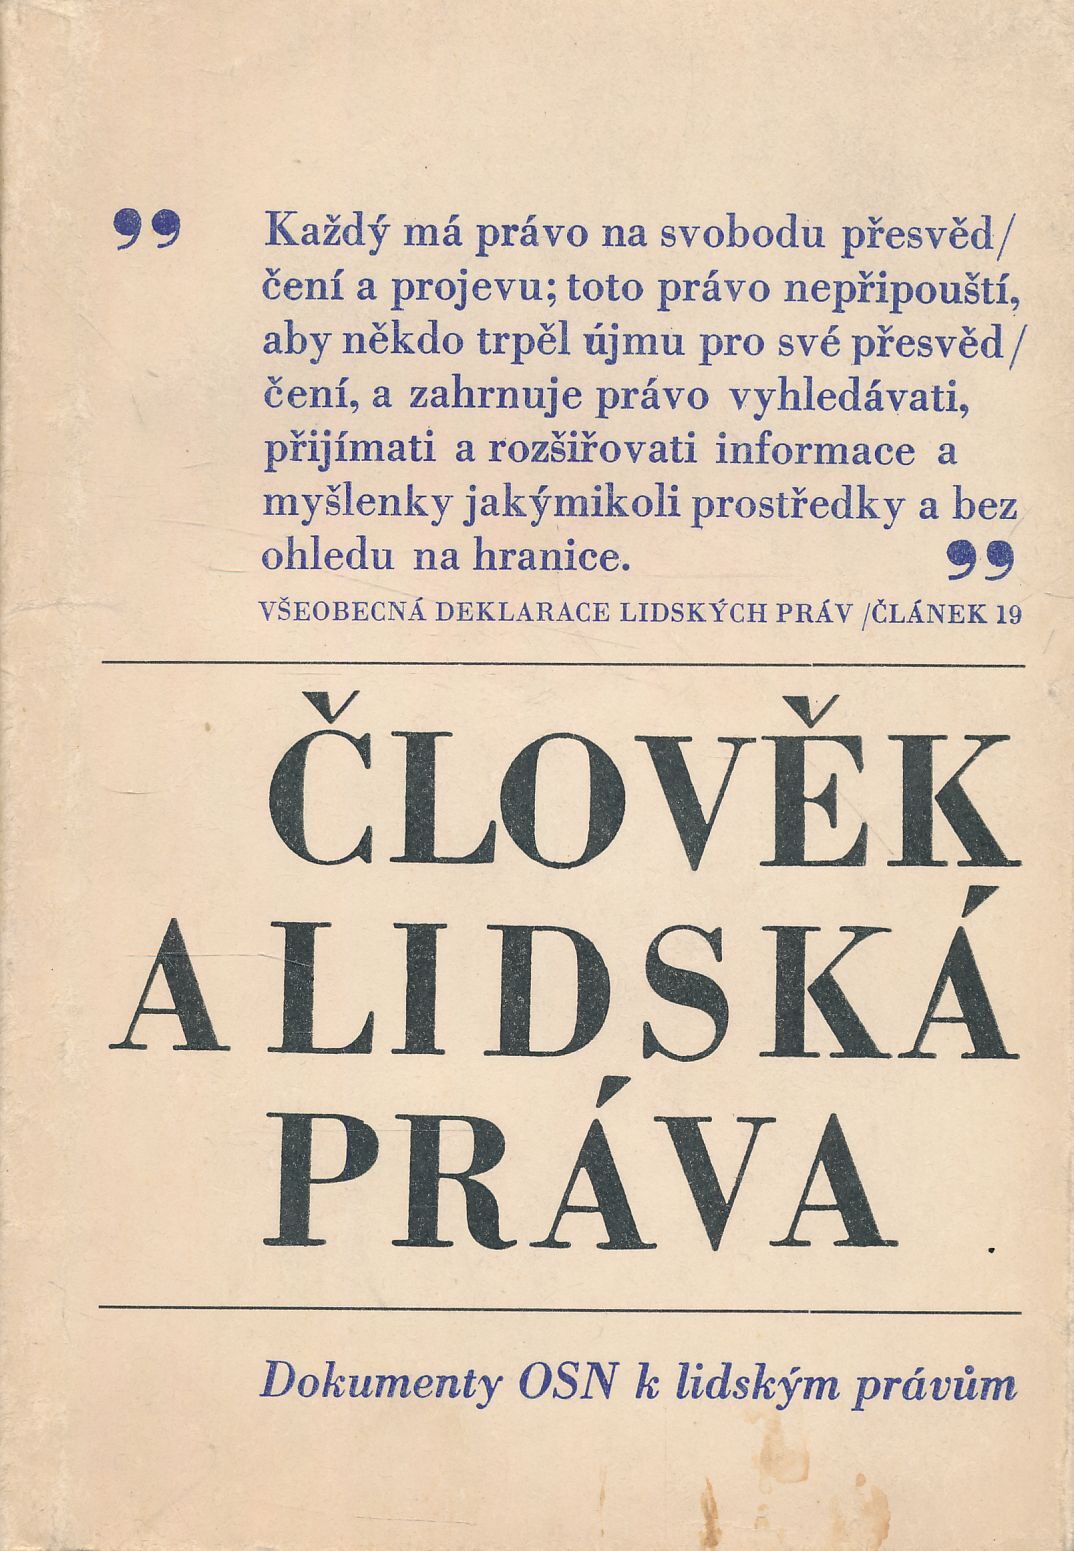 „ Každý má právo na svobodu přesvěd/
čení a projevu; toto právo nepřipouští,
aby někdo trpěl újmu pro své přesvěd/
čení, a zahrnuje právo vyhledávati,
přijímati a rozšiřovati informace a
myšlenky jakýmikoli prostředky a bez
ohledu na hranice. ”
VŠEOBECNÁ DEKLARACE LIDSKÝCH PRÁV /ČLÁNEK 19
ČLOVĚK
A LIDSKÁ
PRÁVA
Dokumenty OSN k lidským právům